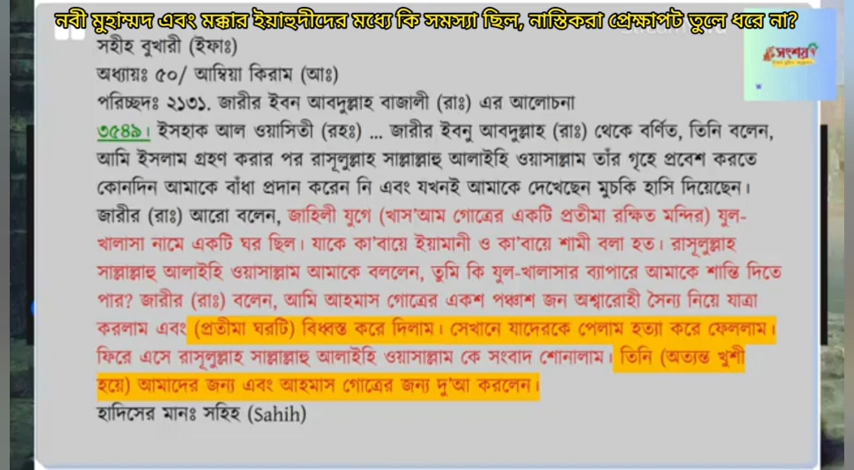 নবী মুহাম্মদ এবং মক্কার ইয়াহুদীদের মধ্যে কি সমস্যা ছিল, নাস্তিকরা প্রেক্ষাপট তুলে ধরে না?
সংশয়
সহীহ বুখারী (ইফাঃ)
অধ্যায়ঃ ৫০/ আম্বিয়া কিরাম (আঃ)
পরিচ্ছদঃ ২১৩১. জারীর ইবন আবদুল্লাহ বাজালী (রাঃ) এর আলোচনা
৩৫৪৯। ইসহাক আল ওয়াসিতী (রহঃ) ... জারীর ইবনু আবদুল্লাহ (রাঃ) থেকে বর্ণিত, তিনি বলেন,
আমি ইসলাম গ্রহণ করার পর রাসূলুল্লাহ সাল্লাল্লাহু আলাইহি ওয়াসাল্লাম তাঁর গৃহে প্রবেশ করতে
কোনদিন আমাকে বাঁধা প্রদান করেন নি এবং যখনই আমাকে দেখেছেন মুচকি হাসি দিয়েছেন।
জারীর (রাঃ) আরো বলেন, জাহিলী যুগে (খাস'আম গোত্রের একটি প্রতীমা রক্ষিত মন্দির) যুল-
খালাসা নামে একটি ঘর ছিল। যাকে কা'বায়ে ইয়ামানী ও কা'বায়ে শামী বলা হত। রাসূলুল্লাহ
সাল্লাল্লাহু আলাইহি ওয়াসাল্লাম আমাকে বললেন, তুমি কি যুল-খালাসার ব্যাপারে আমাকে শান্তি দিতে
পার? জারীর (রাঃ) বলেন, আমি আহমাস গোত্রের একশ পঞ্চাশ জন অশ্বারোহী সৈন্য নিয়ে যাত্রা
করলাম এবং (প্রতীমা ঘরটি) বিধ্বস্ত করে দিলাম। সেখানে যাদেরকে পেলাম হত্যা করে ফেললাম।
ফিরে এসে রাসূলুল্লাহ সাল্লাল্লাহু আলাইহি ওয়াসাল্লাম কে সংবাদ শোনালাম। তিনি (অত্যন্ত খুশী
হয়ে) আমাদের জন্য এবং আহমাস গোত্রের জন্য দু'আ করলেন।
হাদিসের মানঃ সহিহ (Sahih)